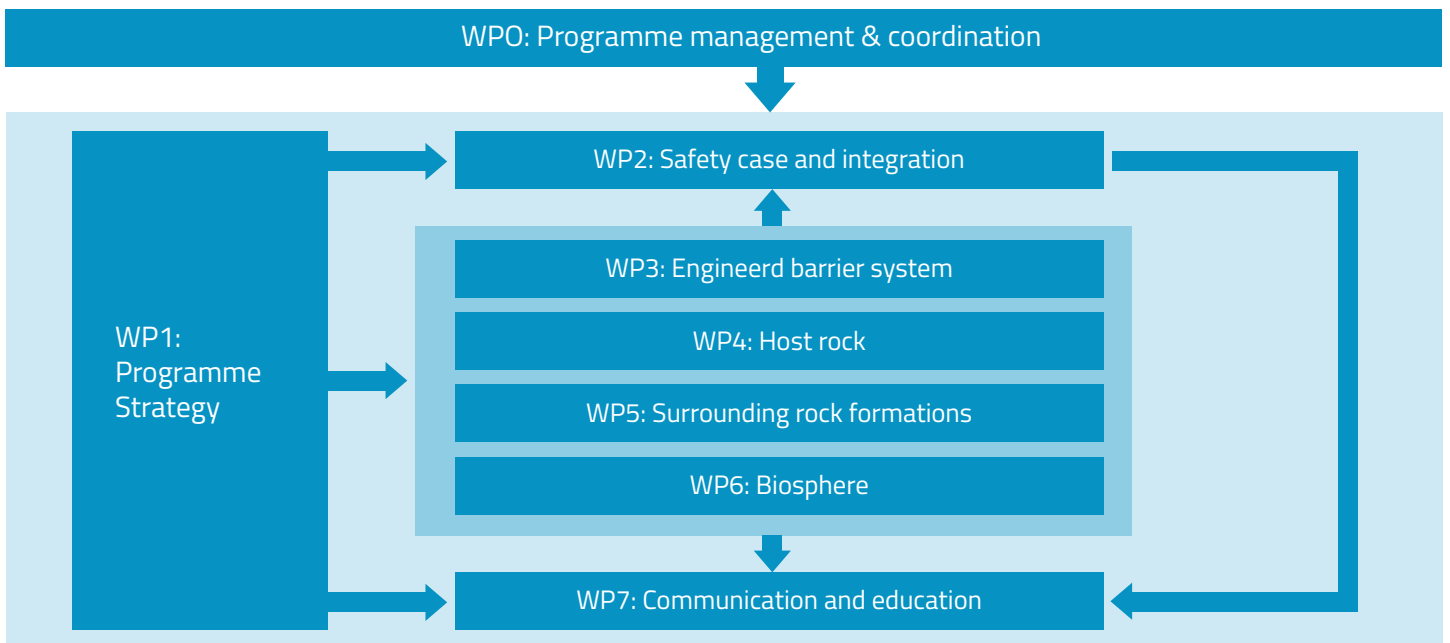 WP0: Programme management & coordination
WP2: Safety case and integration
WP3: Engineerd barrier system
WP1:
Programme
Strategy
WP4: Host rock
WP5: Surrounding rock formations
WP6: Biosphere
WP7: Communication and education